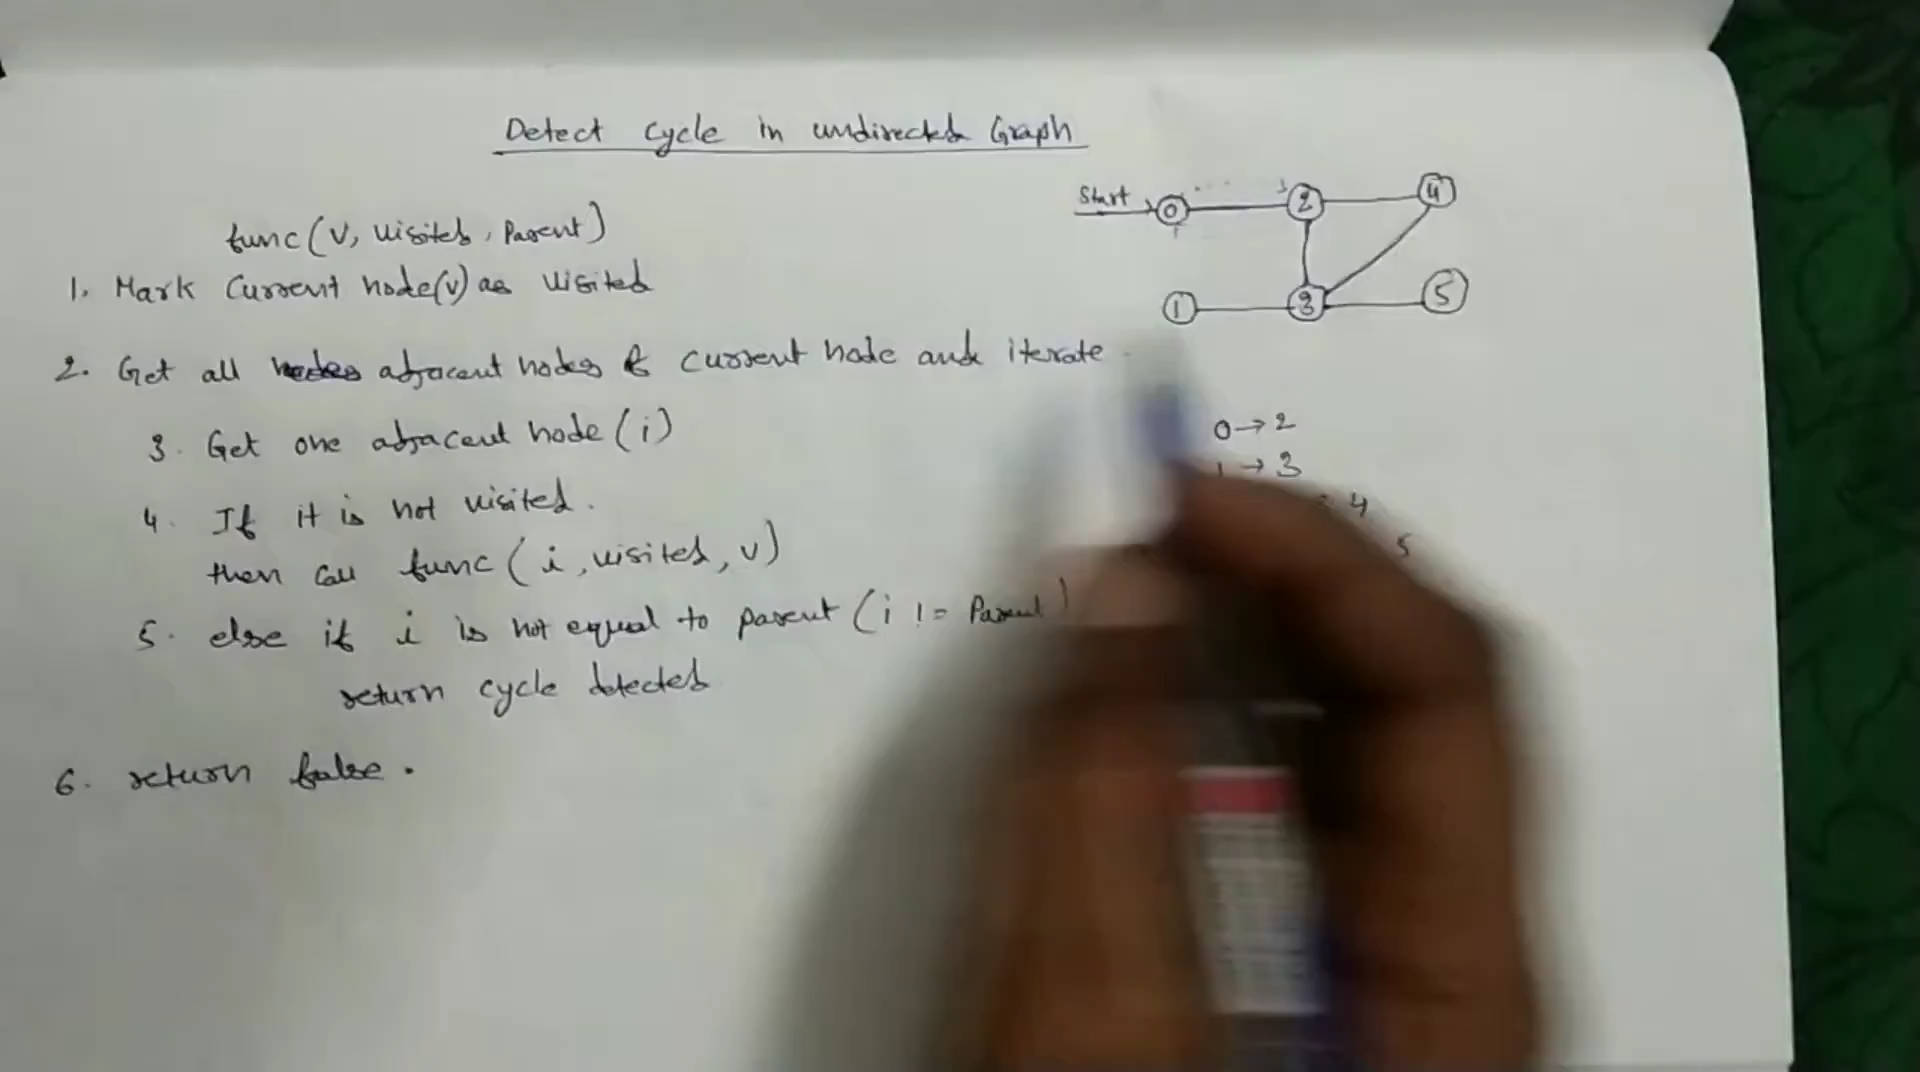 Detect cycle in undirected Graph
func(v, visited, Parent)
1. Mark Current node(v) as visited
2. Get all adjacent nodes of current node and iterate.
3. Get one adjacent node (i)
4. If it is not visited.
then call func(i, visited, v)
5. else if i is not equal to parent (i != Parent)
return cycle detected
6. return false.
Start 0 2 4
1 3 5
0 → 2
1 → 3
4
5